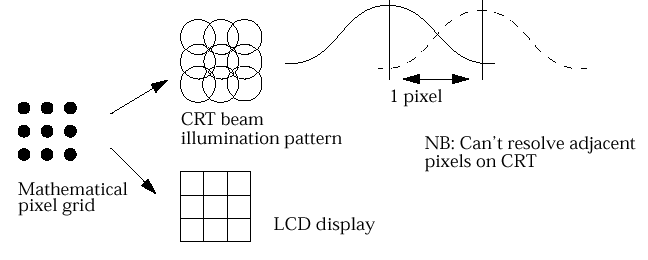 1 pixel
CRT beam
illumination pattern
NB: Can't resolve adjacent
pixels on CRT
Mathematical
pixel grid
LCD display